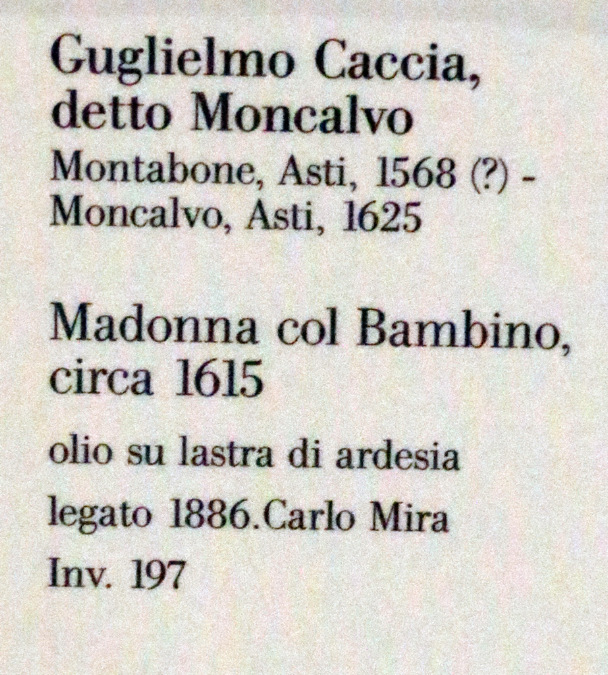 Guglielmo Caccia,
detto Moncalvo
Montabone, Asti, 1568 (?) -
Moncalvo, Asti, 1625
Madonna col Bambino,
circa 1615
olio su lastra di ardesia
legato 1886.Carlo Mira
Inv. 197